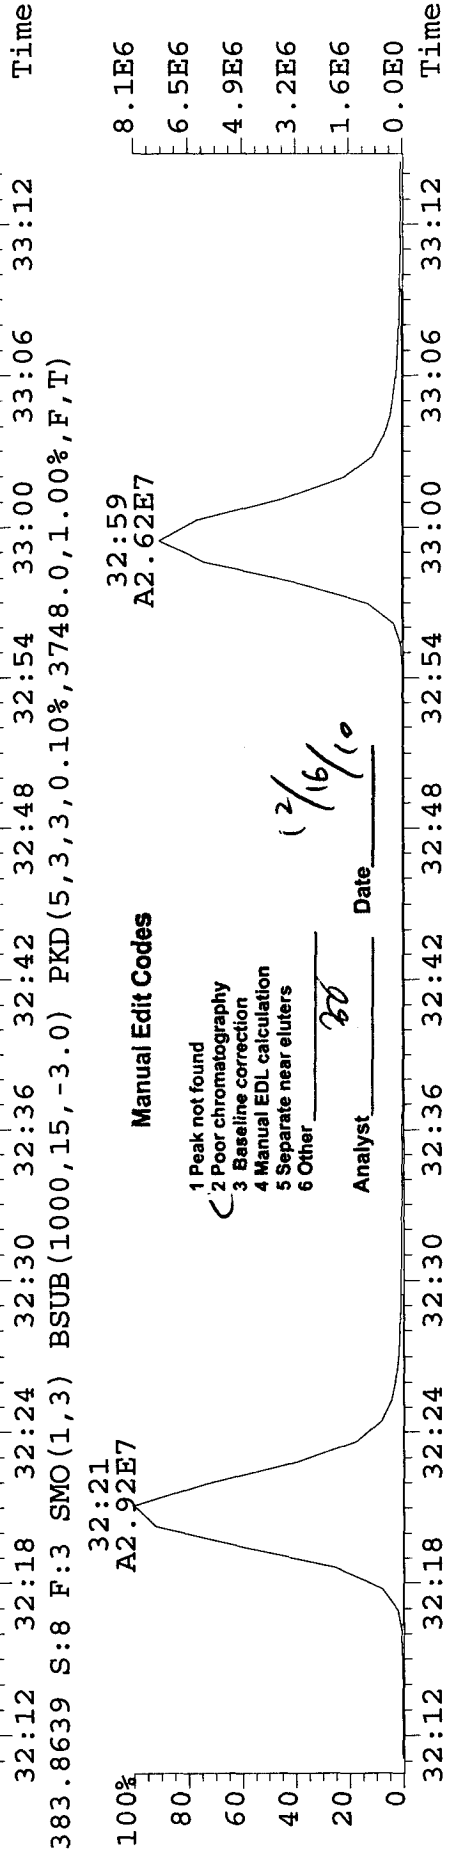 32:12 32:18 32:24 32:30 32:36 32:42 32:48 32:54 33:00 33:06 33:12 Time
383.8639 S:8 F:3 SMO(1,3) BSUB(1000,15,-3.0) PKD(5,3,3,0.10%,3748.0,1.00%,F,T)
100%
80
60
40
20
0
32:21
A2.92E7
32:59
A2.62E7
8.1E6
6.5E6
4.9E6
3.2E6
1.6E6
0.0E0
Manual Edit Codes
1 Peak not found
2 Poor chromatography
3 Baseline correction
4 Manual EDL calculation
5 Separate near eluters
6 Other
Analyst Date 12/16/10
32:12 32:18 32:24 32:30 32:36 32:42 32:48 32:54 33:00 33:06 33:12 Time